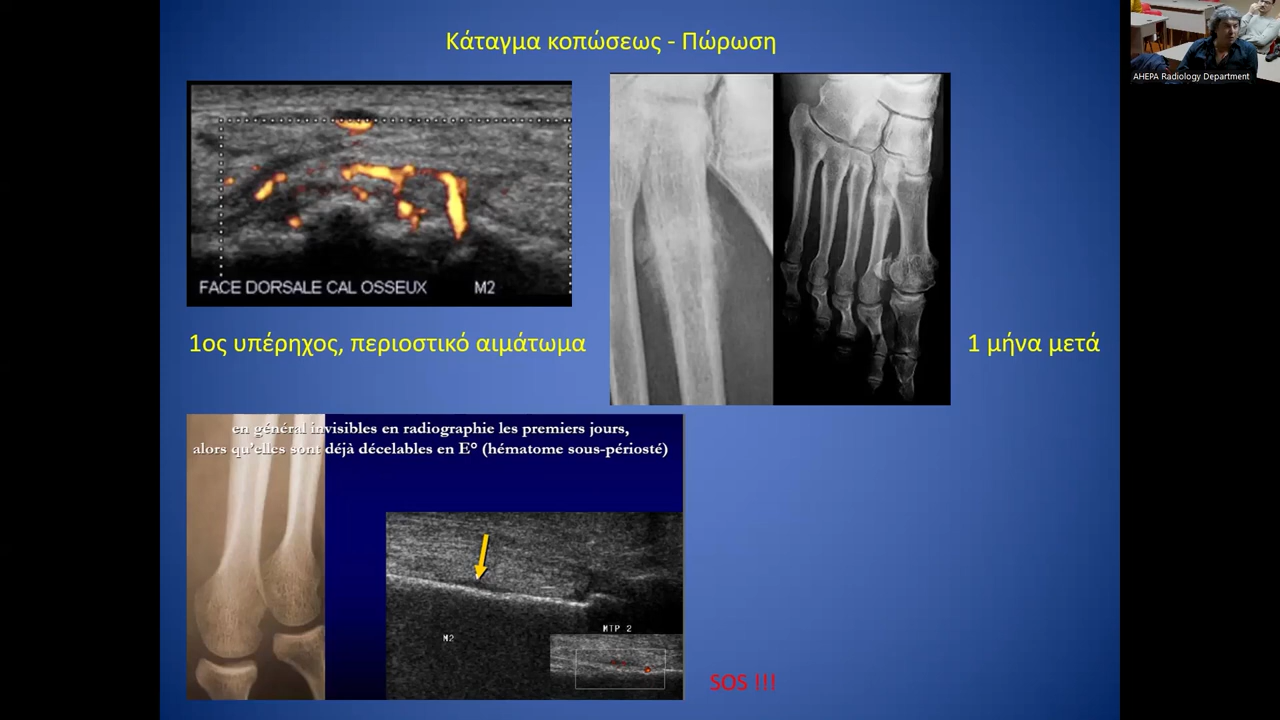 Κάταγμα κοπώσεως - Πώρωση
AHEPA Radiology Department
FACE DORSALE CAL OSSEUX M2
1ος υπέρηχος, περιοστικό αιμάτωμα
1 μήνα μετά
en général invisibles en radiographie les premiers jours,
alors qu'elles sont déjà décelables en E° (hématome sous-périosté)
M2
MTP 2
SOS !!!